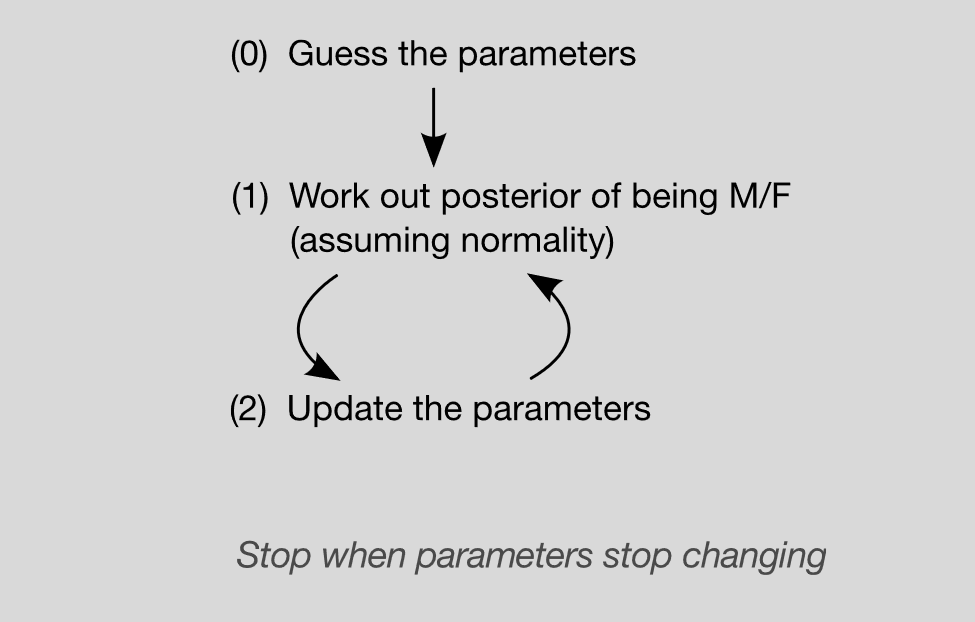 (0) Guess the parameters
(1) Work out posterior of being M/F
(assuming normality)
(2) Update the parameters
Stop when parameters stop changing